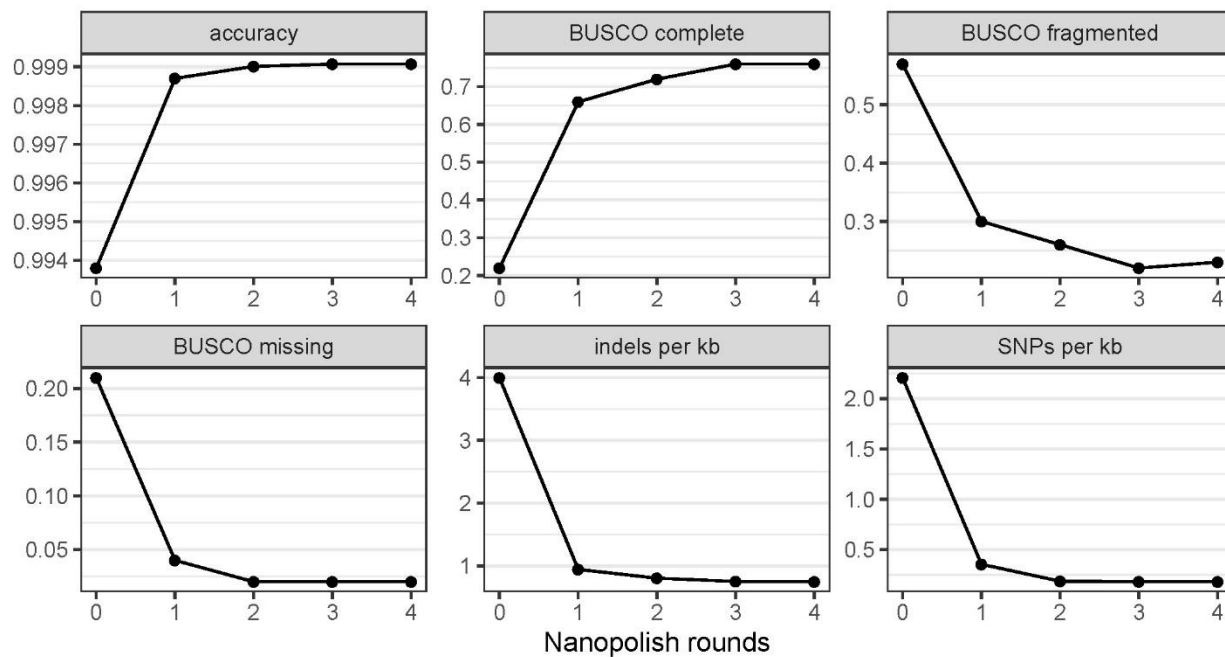 accuracy
0.999
0.998
0.997
0.996
0.995
0.994
0 1 2 3 4
BUSCO complete
0.7
0.6
0.5
0.4
0.3
0.2
0 1 2 3 4
BUSCO fragmented
0.5
0.4
0.3
0 1 2 3 4
BUSCO missing
0.20
0.15
0.10
0.05
0 1 2 3 4
indels per kb
4
3
2
1
0 1 2 3 4
SNPs per kb
2.0
1.5
1.0
0.5
0 1 2 3 4
Nanopolish rounds